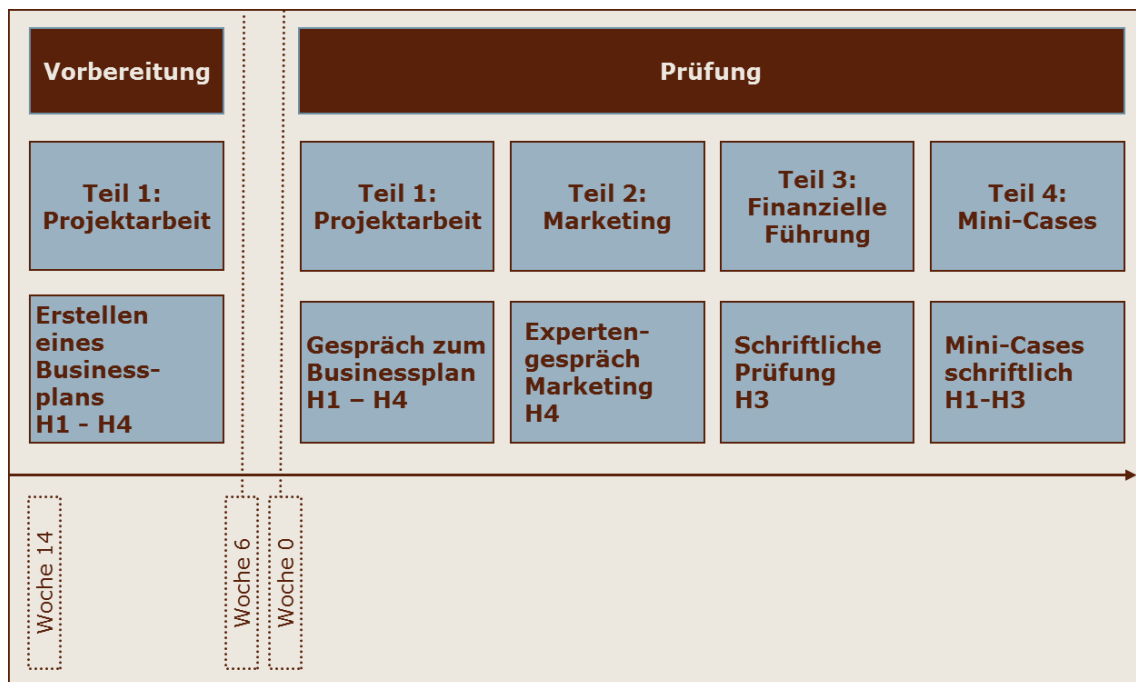 Vorbereitung
Prüfung
Teil 1:
Projektarbeit
Teil 1:
Projektarbeit
Teil 2:
Marketing
Teil 3:
Finanzielle
Führung
Teil 4:
Mini-Cases
Erstellen
eines
Business-
plans
H1 - H4
Gespräch zum
Businessplan
H1 – H4
Experten-
gespräch
Marketing
H4
Schriftliche
Prüfung
H3
Mini-Cases
schriftlich
H1-H3
Woche 14
Woche 6
Woche 0